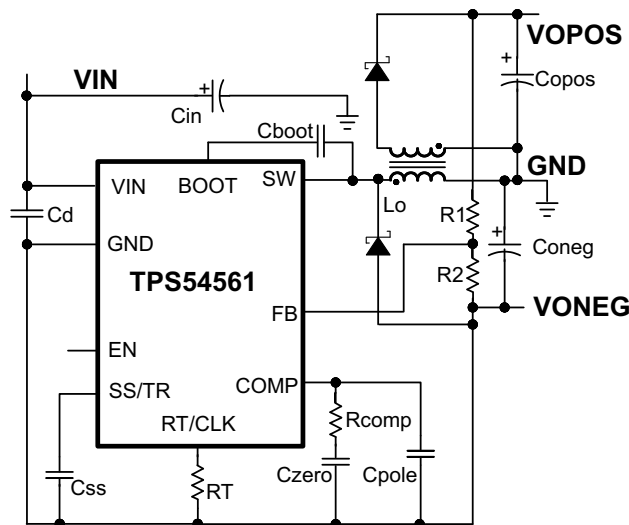 VOPOS
VIN
Copos
Cin
Cboot
GND
VIN
BOOT
SW
Cd
Lo
R1
GND
Coneg
TPS54561
R2
FB
VONEG
EN
COMP
SS/TR
Rcomp
RT/CLK
Css
RT
Czero
Cpole